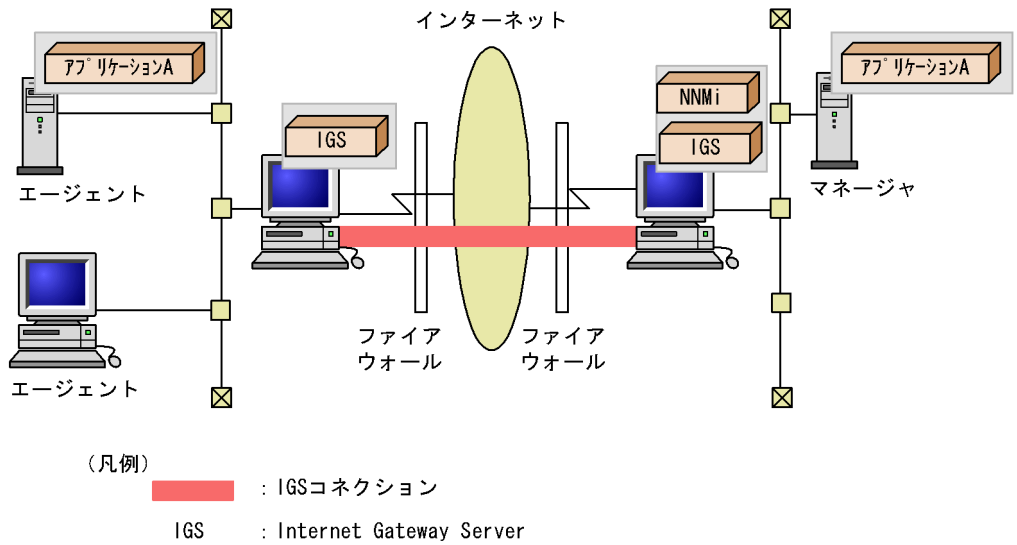 インターネット
アプリケーションA
IGS
NNMi
IGS
アプリケーションA
エージェント
マネージャ
ファイア
ウォール
ファイア
ウォール
エージェント
(凡例)
: IGSコネクション
IGS : Internet Gateway Server